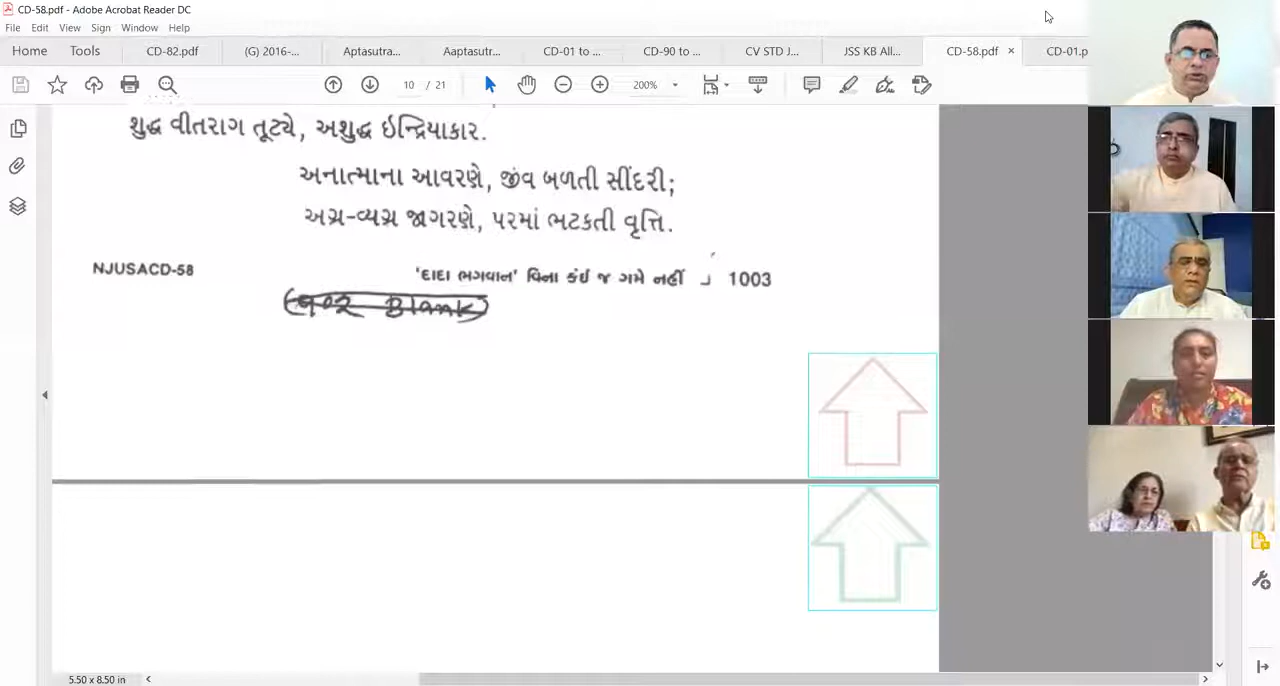 CD-58.pdf - Adobe Acrobat Reader DC
File Edit View Sign Window Help
Home Tools CD-82.pdf (G) 2016-... Aptasutra... Aaptasutr... CD-01 to ... CD-90 to ... CV STD J... JSS KB All... CD-58.pdf × CD-01.p
10 / 21 200%
શુદ્ધ વીતરાગ તૂટ્યે, અશુદ્ધ ઇન્દ્રિયાકાર.
અનાત્માના આવરણે, જીવ બળતી સીંદરી;
અગ્ર-વ્યગ્ર જાગરણે, પરમાં ભટકતી વૃત્તિ.
NJUSACD-58 'દાદા ભગવાન' વિના કંઈ જ ગમે નહીં 1003
Blank
5.50 x 8.50 in